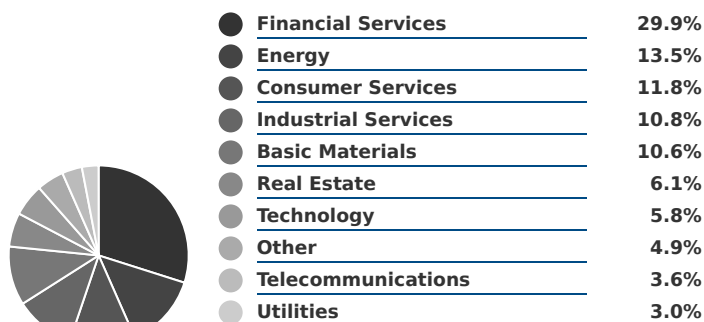 Financial Services 29.9%
Energy 13.5%
Consumer Services 11.8%
Industrial Services 10.8%
Basic Materials 10.6%
Real Estate 6.1%
Technology 5.8%
Other 4.9%
Telecommunications 3.6%
Utilities 3.0%